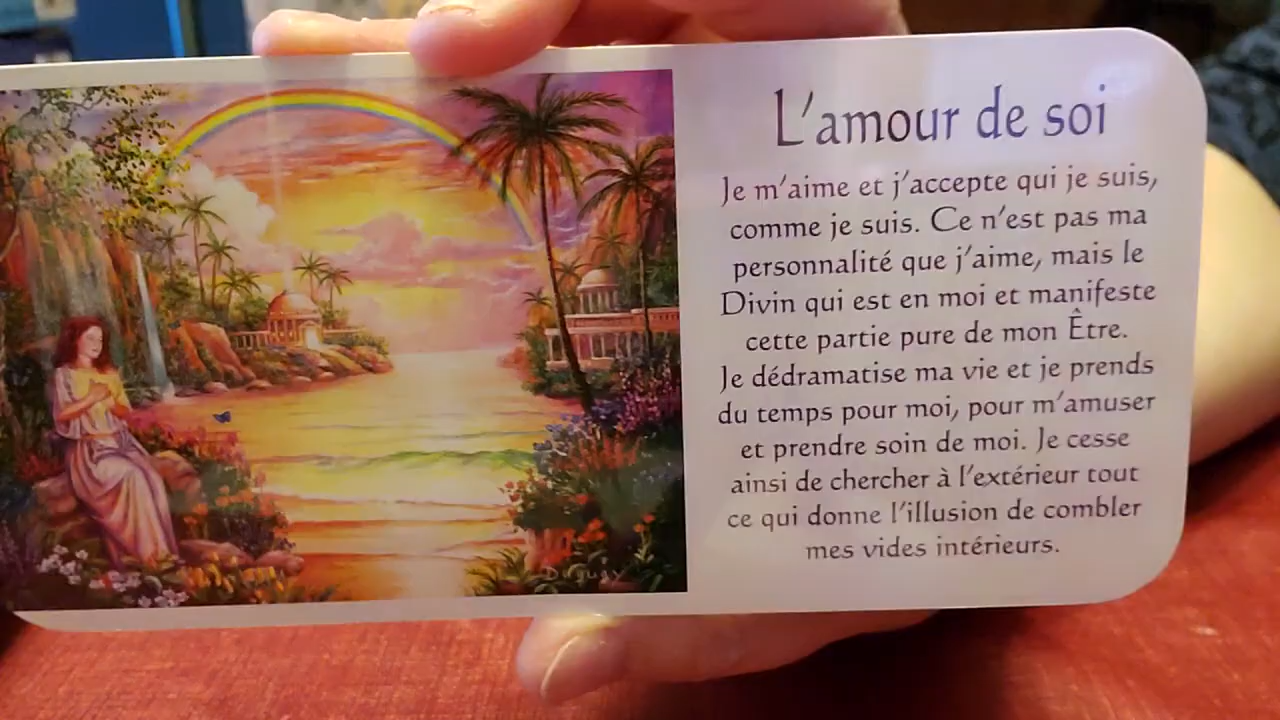 L'amour de soi
Je m'aime et j'accepte qui je suis,
comme je suis. Ce n'est pas ma
personnalité que j'aime, mais le
Divin qui est en moi et manifeste
cette partie pure de mon Être.
Je dédramatise ma vie et je prends
du temps pour moi, pour m'amuser
et prendre soin de moi. Je cesse
ainsi de chercher à l'extérieur tout
ce qui donne l'illusion de combler
mes vides intérieurs.